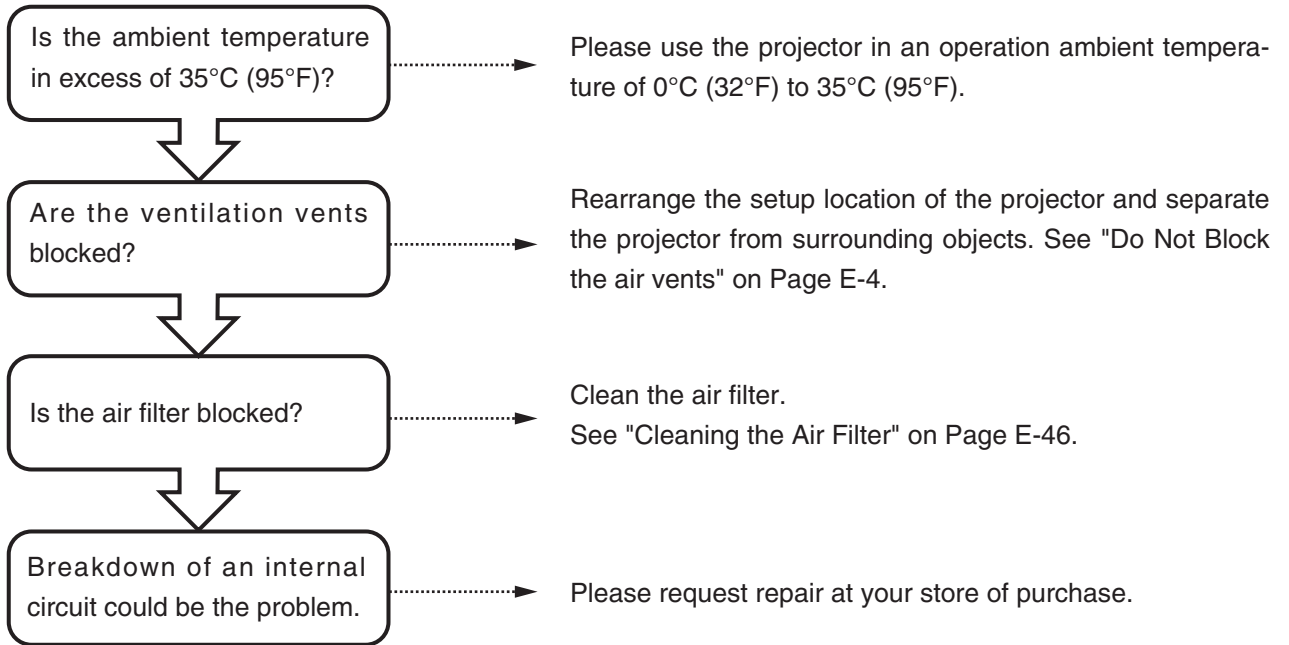 Is the ambient temperature
in excess of 35°C (95°F)?
Please use the projector in an operation ambient tempera-
ture of 0°C (32°F) to 35°C (95°F).
Are the ventilation vents
blocked?
Rearrange the setup location of the projector and separate
the projector from surrounding objects. See "Do Not Block
the air vents" on Page E-4.
Is the air filter blocked?
Clean the air filter.
See "Cleaning the Air Filter" on Page E-46.
Breakdown of an internal
circuit could be the problem.
Please request repair at your store of purchase.